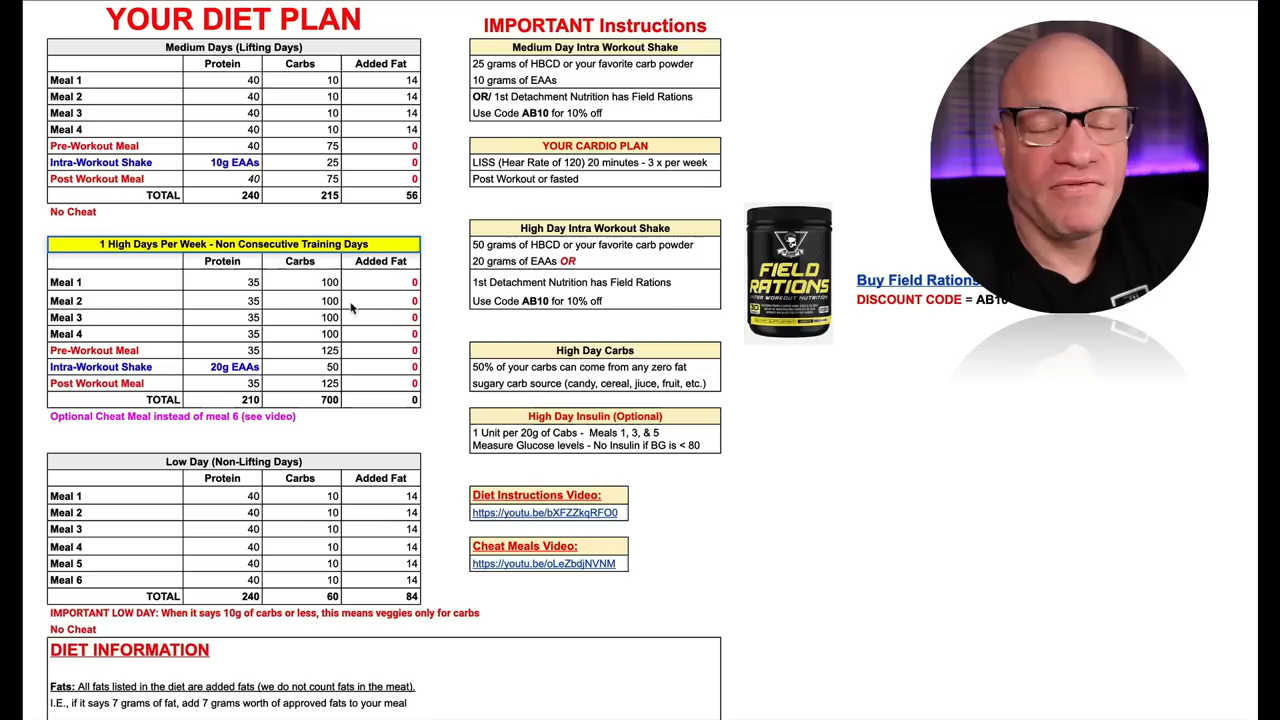 YOUR DIET PLAN
Medium Days (Lifting Days)
Protein Carbs Added Fat
Meal 1 40 10 14
Meal 2 40 10 14
Meal 3 40 10 14
Meal 4 40 10 14
Pre-Workout Meal 40 75 0
Intra-Workout Shake 10g EAAs 25 0
Post Workout Meal 40 75 0
TOTAL 240 215 56
No Cheat
1 High Days Per Week - Non Consecutive Training Days
Protein Carbs Added Fat
Meal 1 35 100 0
Meal 2 35 100 0
Meal 3 35 100 0
Meal 4 35 100 0
Pre-Workout Meal 35 125 0
Intra-Workout Shake 20g EAAs 50 0
Post Workout Meal 35 125 0
TOTAL 210 700 0
Optional Cheat Meal instead of meal 6 (see video)
Low Day (Non-Lifting Days)
Protein Carbs Added Fat
Meal 1 40 10 14
Meal 2 40 10 14
Meal 3 40 10 14
Meal 4 40 10 14
Meal 5 40 10 14
Meal 6 40 10 14
TOTAL 240 60 84
IMPORTANT LOW DAY: When it says 10g of carbs or less, this means veggies only for carbs
No Cheat
DIET INFORMATION
Fats: All fats listed in the diet are added fats (we do not count fats in the meat).
I.E., if it says 7 grams of fat, add 7 grams worth of approved fats to your meal
IMPORTANT Instructions
Medium Day Intra Workout Shake
25 grams of HBCD or your favorite carb powder
10 grams of EAAs
OR/ 1st Detachment Nutrition has Field Rations
Use Code AB10 for 10% off
YOUR CARDIO PLAN
LISS (Hear Rate of 120) 20 minutes - 3 x per week
Post Workout or fasted
High Day Intra Workout Shake
50 grams of HBCD or your favorite carb powder
20 grams of EAAs OR
1st Detachment Nutrition has Field Rations
Use Code AB10 for 10% off
High Day Carbs
50% of your carbs can come from any zero fat
sugary carb source (candy, cereal, jiuce, fruit, etc.)
High Day Insulin (Optional)
1 Unit per 20g of Cabs - Meals 1, 3, & 5
Measure Glucose levels - No Insulin if BG is < 80
Diet Instructions Video:
https://youtu.be/bXFZZkqRFO0
Cheat Meals Video:
https://youtu.be/oLeZbdjNVNM
FIELD
RATIONS
INTRA WORKOUT NUTRITION
Buy Field Rations
DISCOUNT CODE = AB10